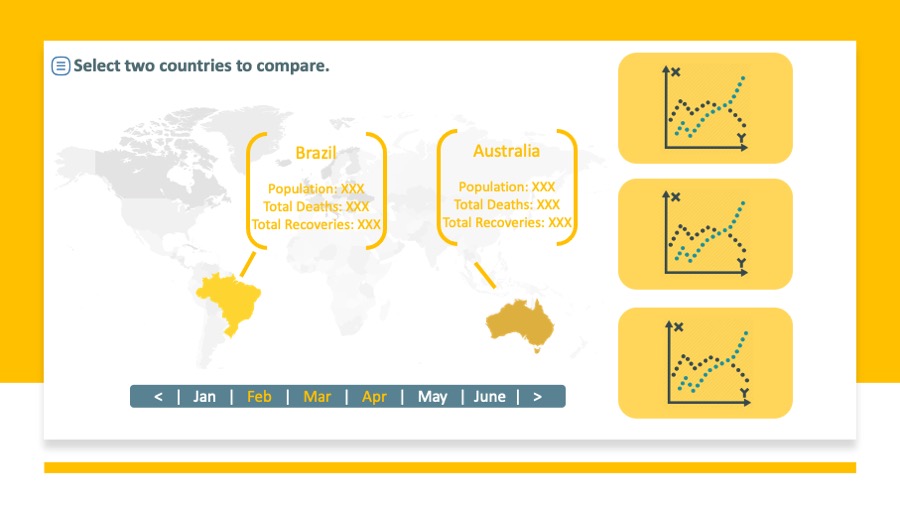 Select two countries to compare.
Brazil
Population: XXX
Total Deaths: XXX
Total Recoveries: XXX
Australia
Population: XXX
Total Deaths: XXX
Total Recoveries: XXX
X
Y
X
Y
X
Y
< | Jan | Feb | Mar | Apr | May | June | >